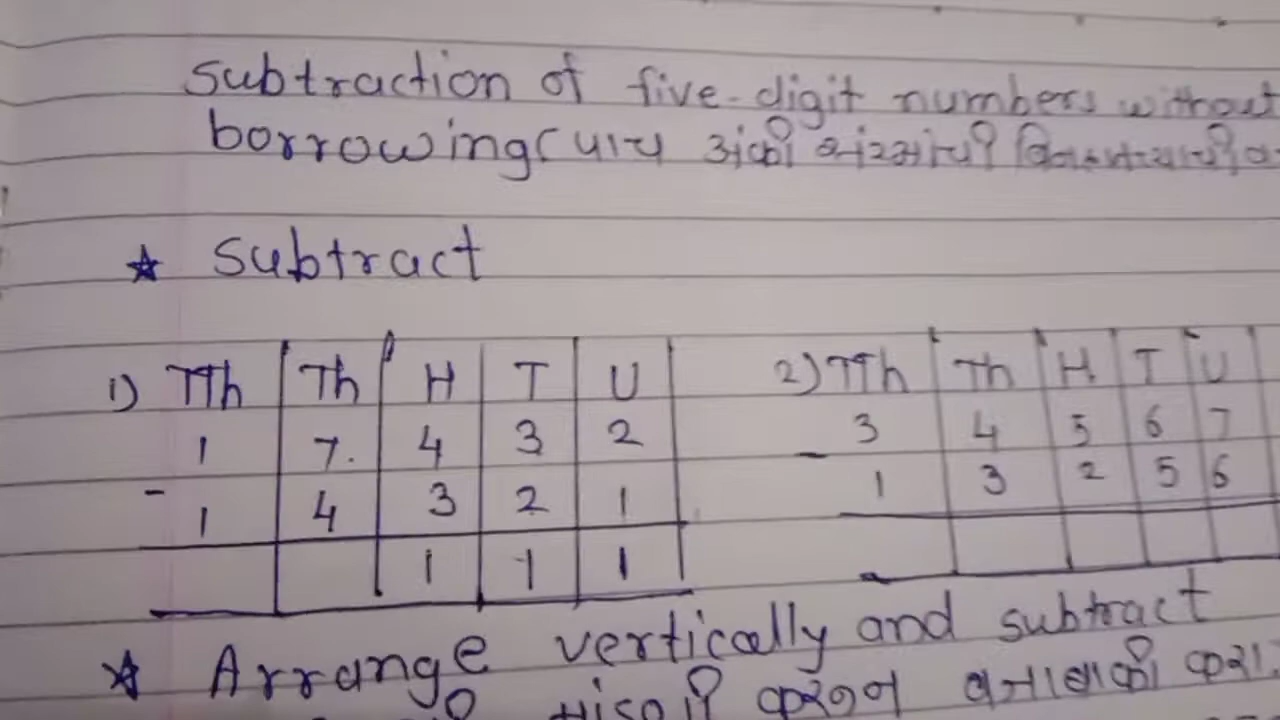 Subtraction of five-digit numbers without
borrowing(पाच अंकी
☆ Subtract
1) TTh Th H T U
1 7. 4 3 2
- 1 4 3 2 1
1 1 1
2) TTh Th H T U
3 4 5 6 7
- 1 3 2 5 6
☆ Arrange vertically and subtract